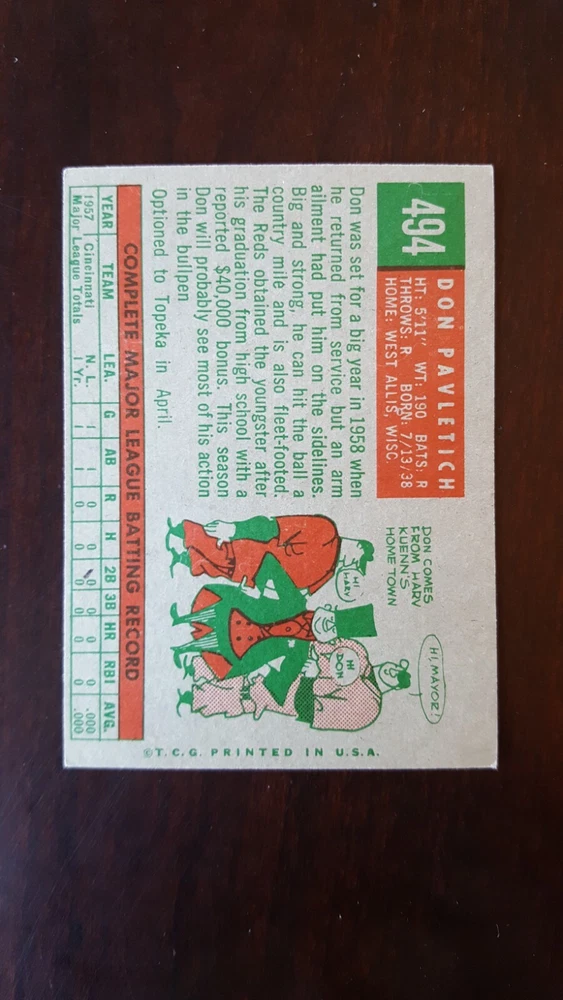 494
DON PAVLETICH
HT: 5'11" WT: 190 BATS: R
THROWS: R BORN: 7/13/38
HOME: WEST ALLIS, WISC.
Don was set for a big year in 1958 when
he returned from service but an arm
ailment had put him on the sidelines.
Big and strong, he can hit the ball a
country mile and is also fleet-footed.
The Reds obtained the youngster after
his graduation from high school with a
reported $40,000 bonus. This season
Don will probably see most of his action
in the bullpen
Optioned to Topeka in April.
DON COMES
FROM HARV
KUENN'S
HOME TOWN
HI, MAYOR!
HI
HARV
HI
DON
COMPLETE MAJOR LEAGUE BATTING RECORD
YEAR TEAM LEA. G AB R H 2B 3B HR RBI AVG.
1957 Cincinnati N. L. 1 1 0 0 0 0 0 0 .000
Major League Totals 1 Yr. 1 1 0 0 0 0 0 0 .000
©T.C.G. PRINTED IN U.S.A.